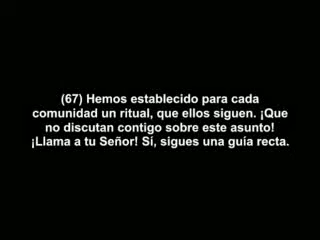 (67) Hemos establecido para cada
comunidad un ritual, que ellos siguen. ¡Que
no discutan contigo sobre este asunto!
¡Llama a tu Señor! Sí, sigues una guía recta.